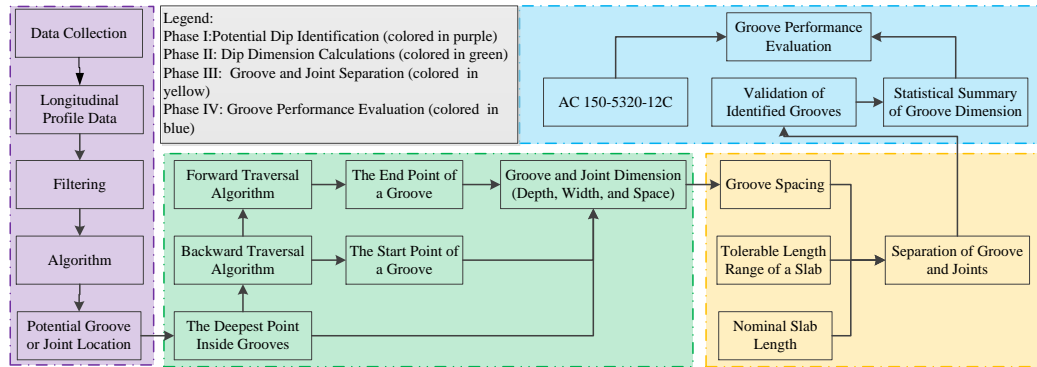 Data Collection
Longitudinal
Profile Data
Filtering
Algorithm
Potential Groove
or Joint Location
Legend:
Phase I:Potential Dip Identification (colored in purple)
Phase II: Dip Dimension Calculations (colored in green)
Phase III:  Groove and Joint Separation (colored  in
yellow)
Phase IV: Groove Performance Evaluation (colored  in
blue)
Groove Performance
Evaluation
AC 150-5320-12C
Validation of
Identified Grooves
Statistical Summary
of Groove Dimension
Forward Traversal
Algorithm
The End Point of
a Groove
Groove and Joint Dimension
(Depth, Width, and Space)
Backward Traversal
Algorithm
The Start Point of
a Groove
The Deepest Point
Inside Grooves
Groove Spacing
Tolerable Length
Range of a Slab
Separation of Groove
and Joints
Nominal Slab
Length